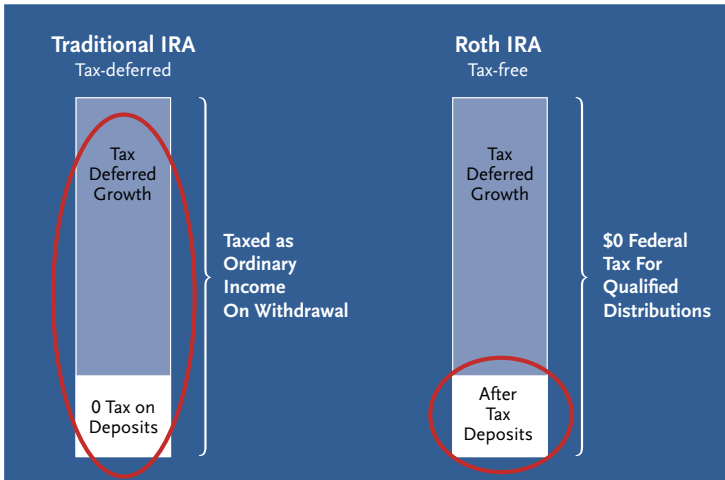 Traditional IRA
Tax-deferred
Tax
Deferred
Growth
0 Tax on
Deposits
Taxed as
Ordinary
Income
On Withdrawal
Roth IRA
Tax-free
Tax
Deferred
Growth
After
Tax
Deposits
$0 Federal
Tax For
Qualified
Distributions